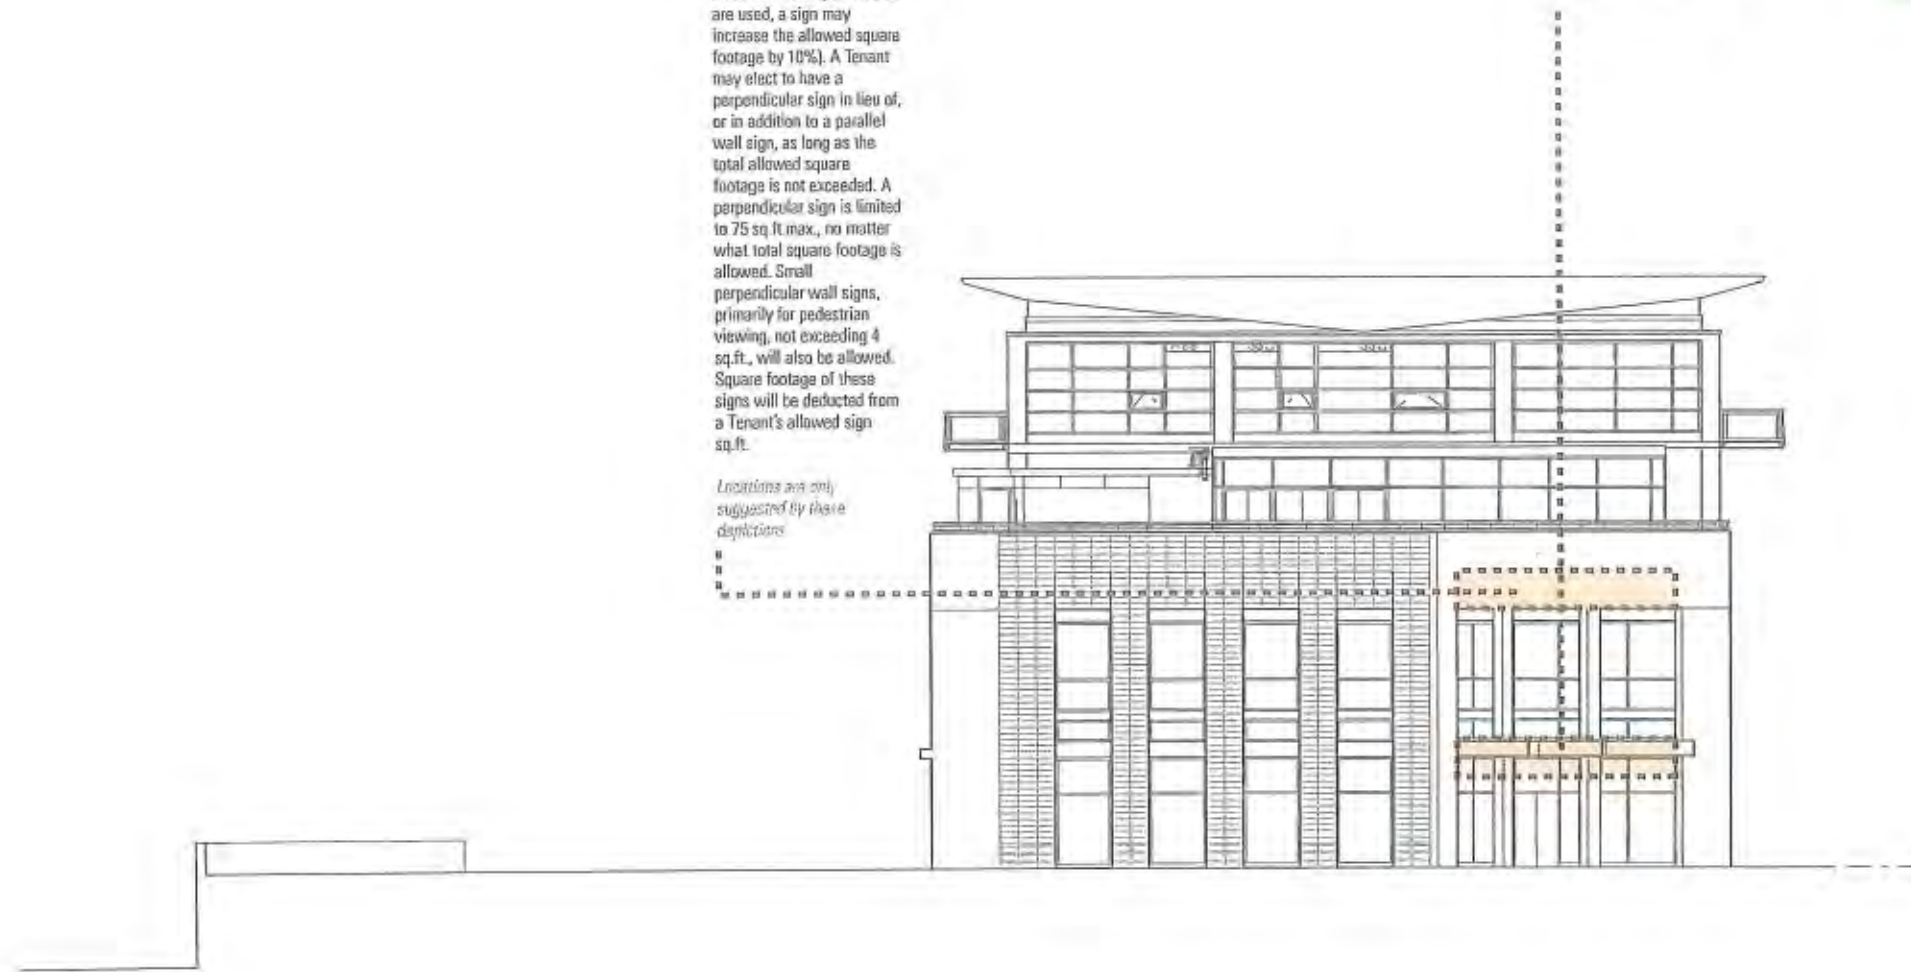 are used, a sign may
increase the allowed square
footage by 10%). A Tenant
may elect to have a
perpendicular sign in lieu of,
or in addition to a parallel
wall sign, as long as the
total allowed square
footage is not exceeded. A
perpendicular sign is limited
to 75 sq.ft.max., no matter
what total square footage is
allowed. Small
perpendicular wall signs,
primarily for pedestrian
viewing, not exceeding 4
sq.ft., will also be allowed.
Square footage of these
signs will be deducted from
a Tenant's allowed sign
sq.ft.
Locations are only
suggested by these
depictions